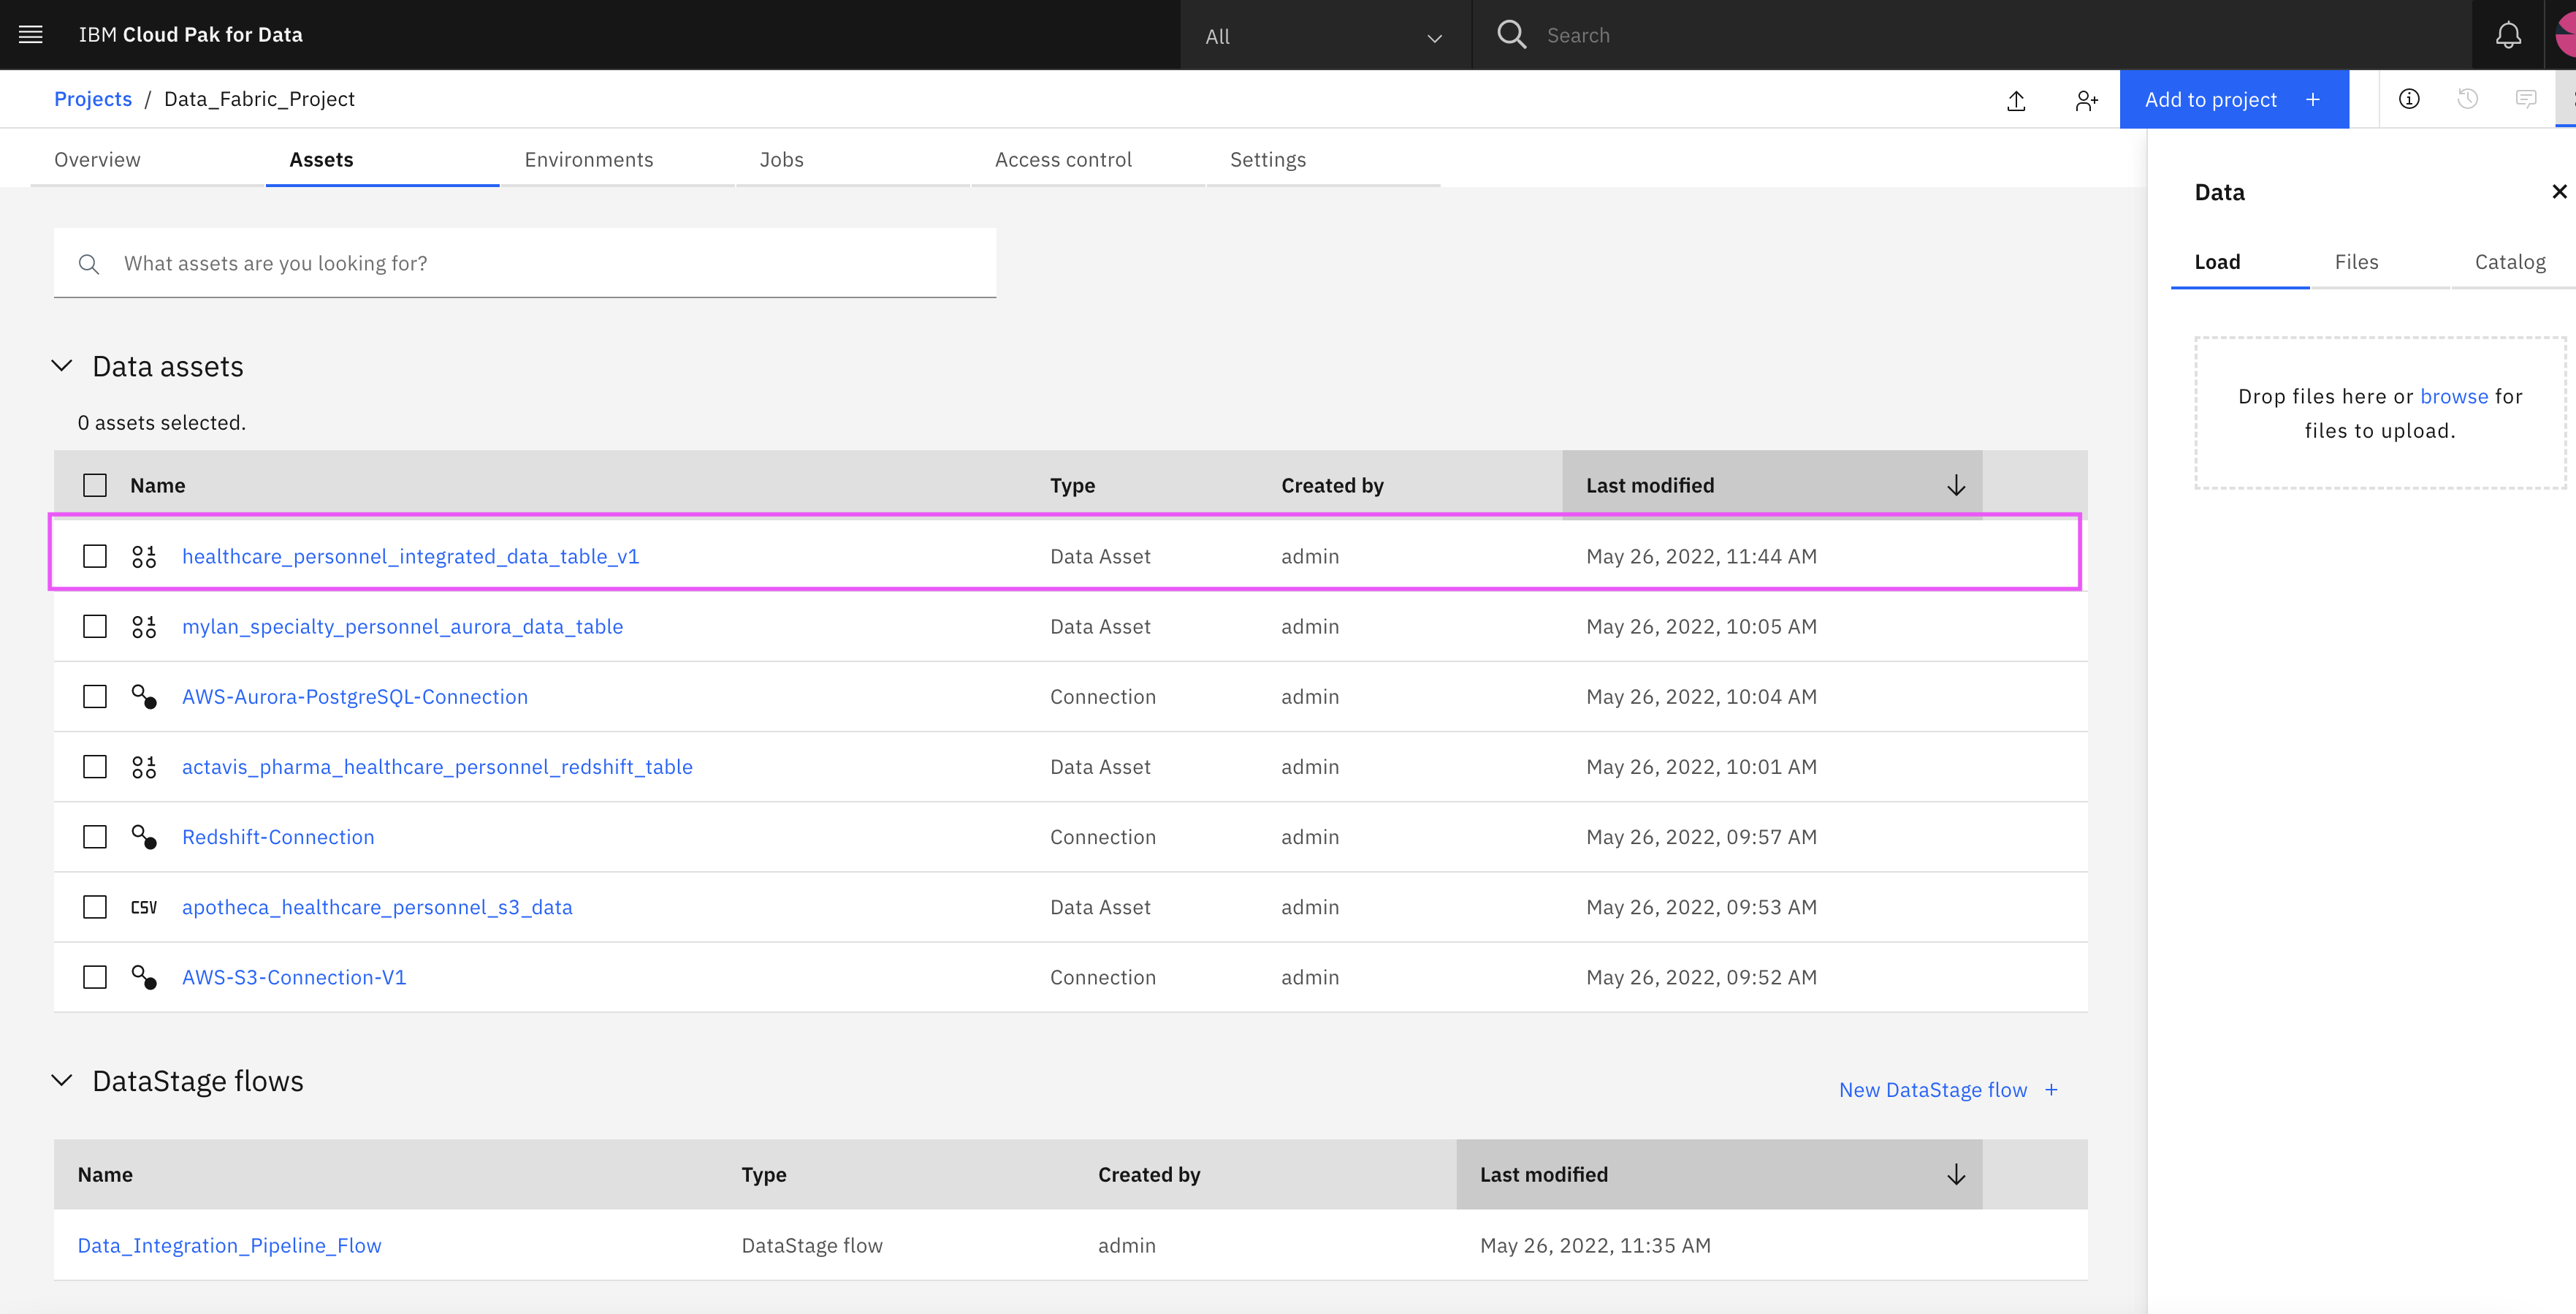 IBM Cloud Pak for Data
All
Search
Projects / Data_Fabric_Project
Add to project +
Overview
Assets
Environments
Jobs
Access control
Settings
What assets are you looking for?
Data assets
0 assets selected.
Name Type Created by Last modified
healthcare_personnel_integrated_data_table_v1 Data Asset admin May 26, 2022, 11:44 AM
mylan_specialty_personnel_aurora_data_table Data Asset admin May 26, 2022, 10:05 AM
AWS-Aurora-PostgreSQL-Connection Connection admin May 26, 2022, 10:04 AM
actavis_pharma_healthcare_personnel_redshift_table Data Asset admin May 26, 2022, 10:01 AM
Redshift-Connection Connection admin May 26, 2022, 09:57 AM
CSV apotheca_healthcare_personnel_s3_data Data Asset admin May 26, 2022, 09:53 AM
AWS-S3-Connection-V1 Connection admin May 26, 2022, 09:52 AM
DataStage flows
New DataStage flow +
Name Type Created by Last modified
Data_Integration_Pipeline_Flow DataStage flow admin May 26, 2022, 11:35 AM
Data
Load Files Catalog
Drop files here or browse for
files to upload.